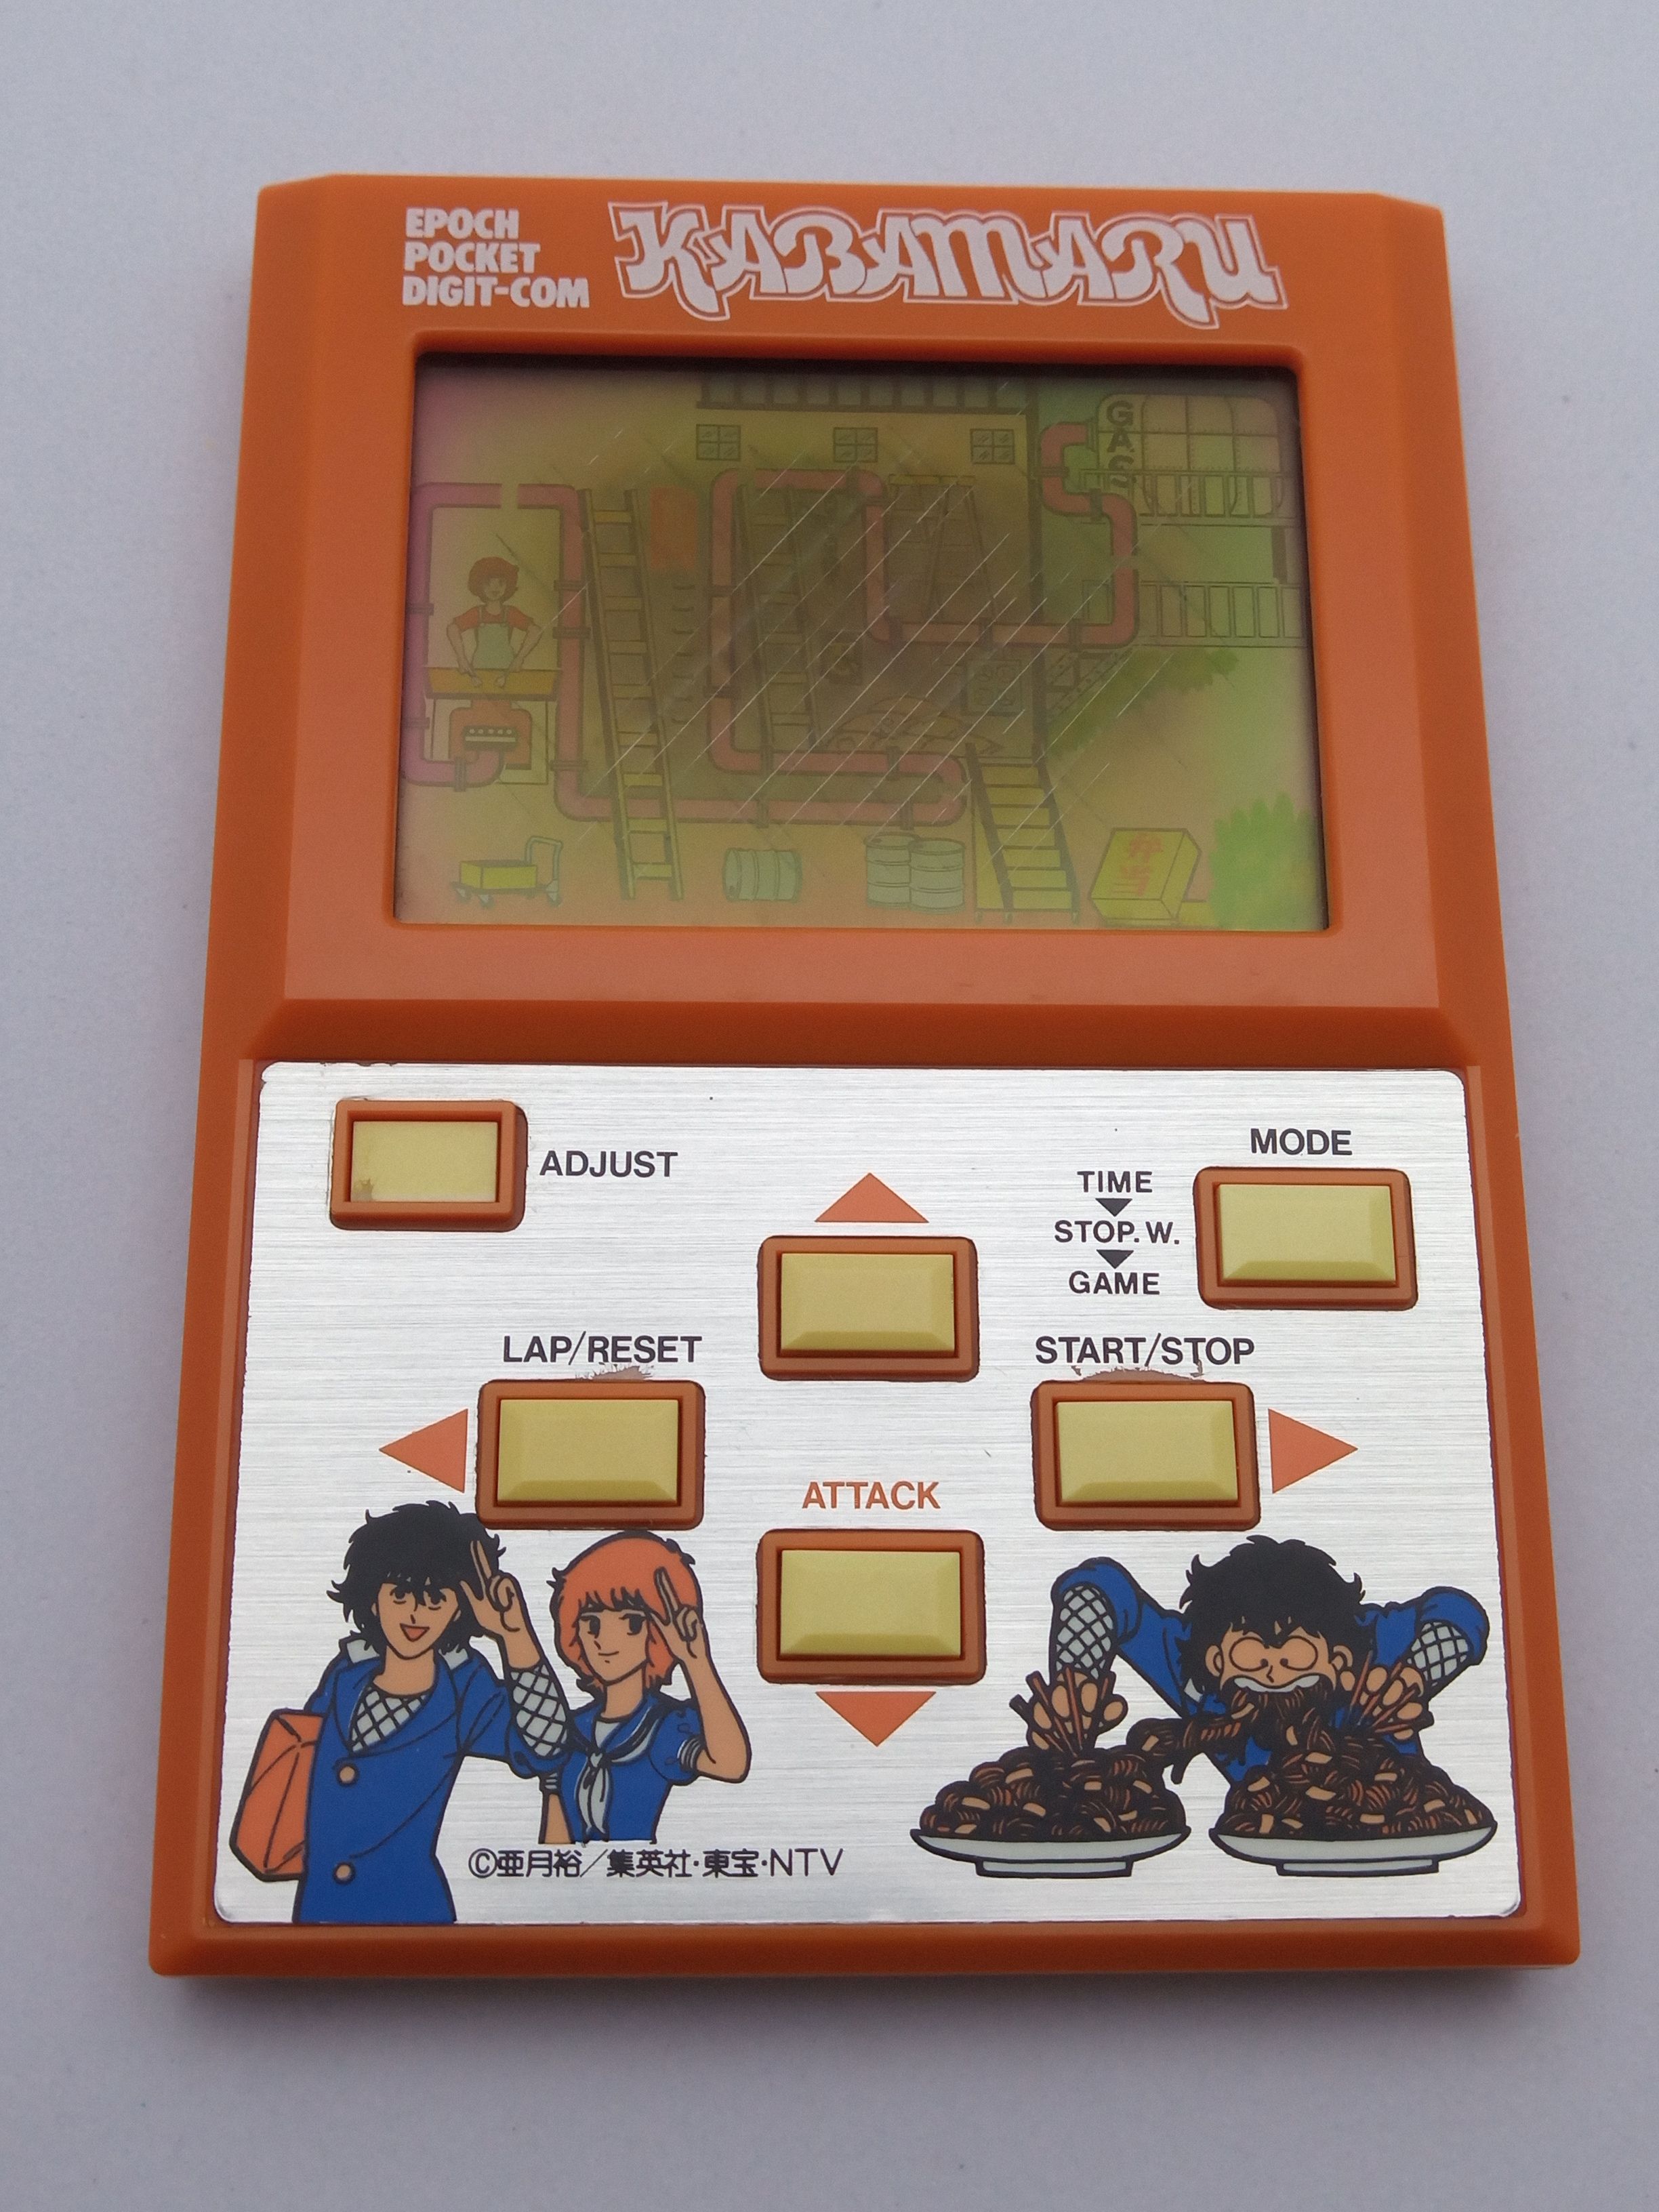 EPOCH
POCKET
DIGIT-COM
KABAMARU
GAS
弁当
ADJUST
MODE
TIME
STOP. W.
GAME
LAP/RESET
START/STOP
ATTACK
©亜月裕/集英社・東宝・NTV